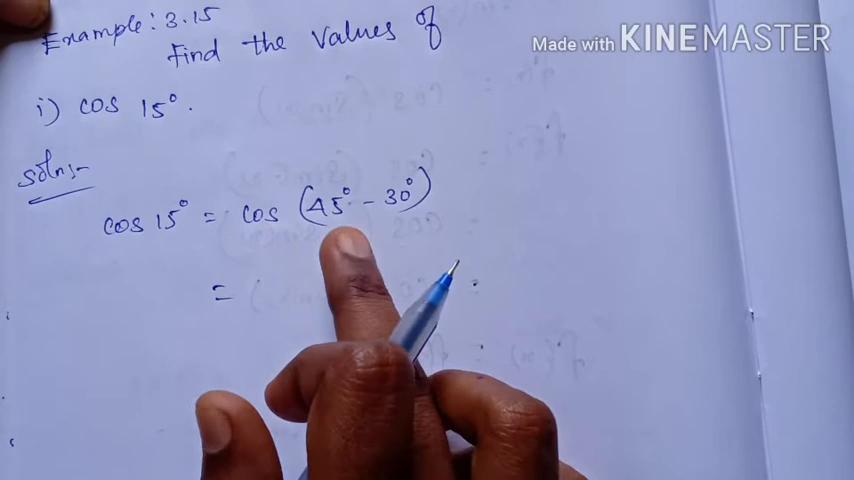 Example: 3.15
Find the values of
Made with KINEMASTER
i) cos 15°.
Soln:-
cos 15° = cos (45° - 30°)
=